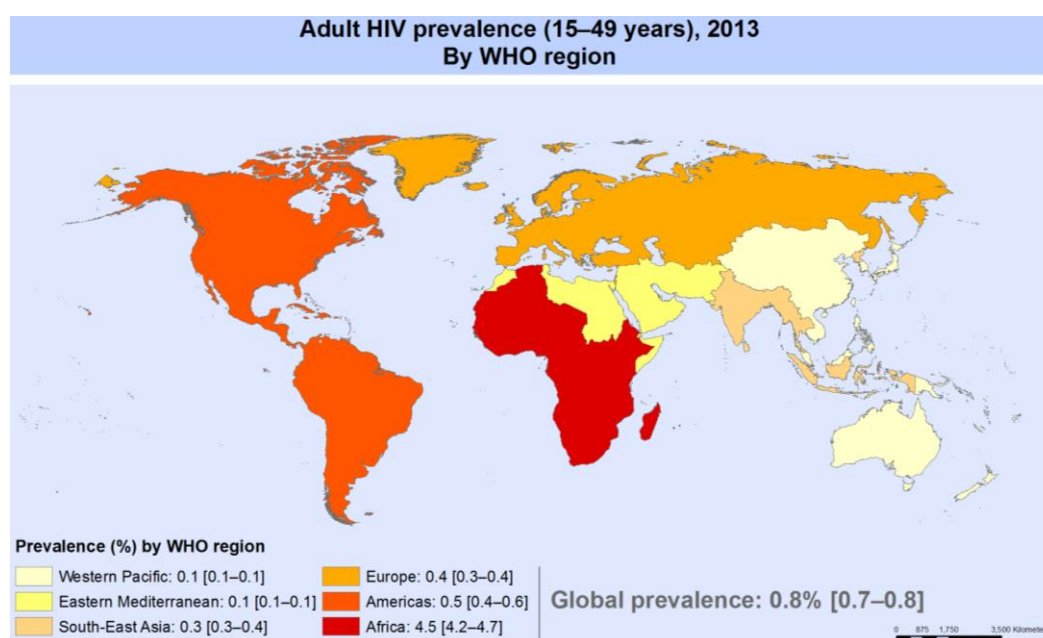 Adult HIV prevalence (15–49 years), 2013
By WHO region
Prevalence (%) by WHO region
Western Pacific: 0.1 [0.1–0.1]
Eastern Mediterranean: 0.1 [0.1–0.1]
South-East Asia: 0.3 [0.3–0.4]
Europe: 0.4 [0.3–0.4]
Americas: 0.5 [0.4–0.6]
Africa: 4.5 [4.2–4.7]
Global prevalence: 0.8% [0.7–0.8]
0 875 1,750 3,500 Kilomete